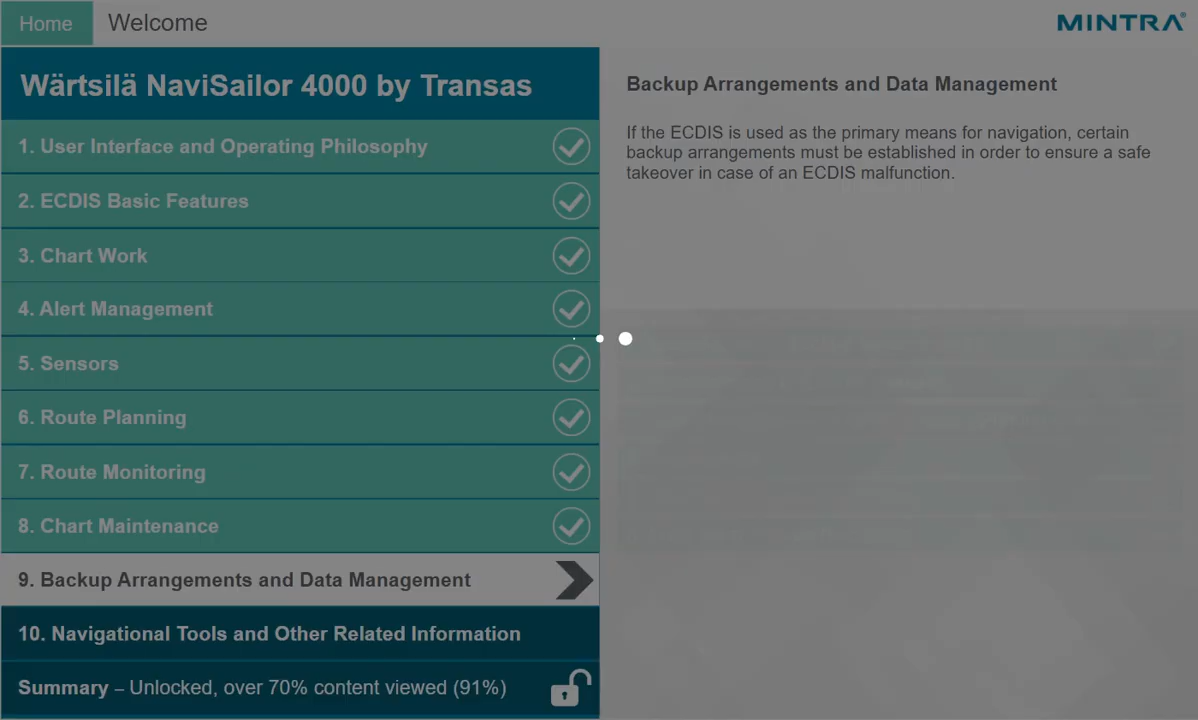 Home
Welcome
MINTRA®
Wärtsilä NaviSailor 4000 by Transas
1. User Interface and Operating Philosophy
2. ECDIS Basic Features
3. Chart Work
4. Alert Management
5. Sensors
6. Route Planning
7. Route Monitoring
8. Chart Maintenance
9. Backup Arrangements and Data Management
10. Navigational Tools and Other Related Information
Summary – Unlocked, over 70% content viewed (91%)
Backup Arrangements and Data Management
If the ECDIS is used as the primary means for navigation, certain
backup arrangements must be established in order to ensure a safe
takeover in case of an ECDIS malfunction.